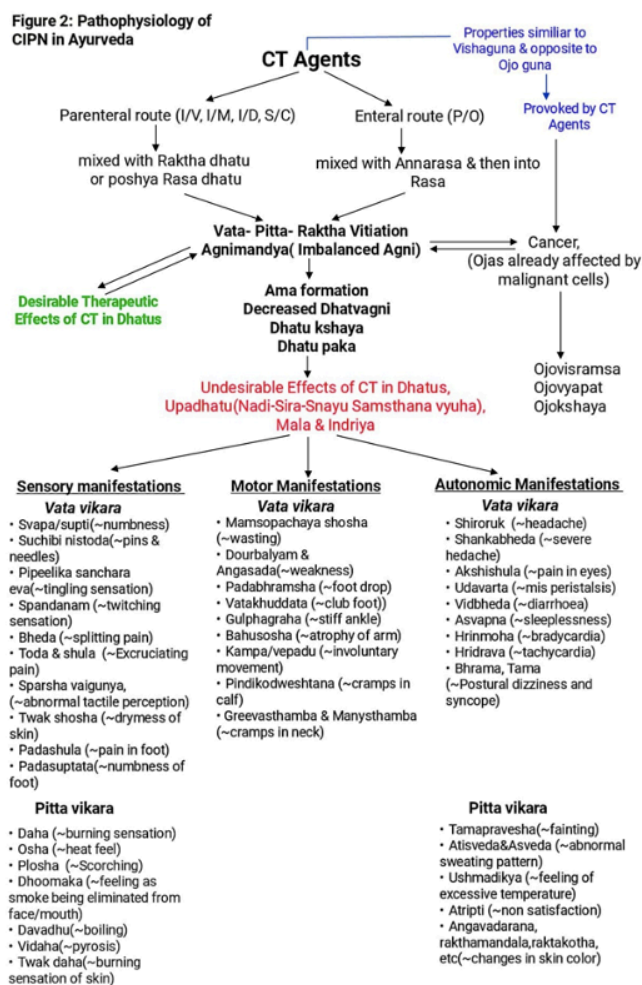 Figure 2: Pathophysiology of
CIPN in Ayurveda
Properties similiar to
Vishaguna & opposite to
Ojo guna
CT Agents
Parenteral route (I/V, I/M, I/D, S/C)
Enteral route (P/O)
Provoked by CT
Agents
mixed with Raktha dhatu
or poshya Rasa dhatu
mixed with Annarasa & then into
Rasa
Vata- Pitta- Raktha Vitiation
Agnimandya( Imbalanced Agni)
Cancer,
(Ojas already affected by
malignant cells)
Desirable Therapeutic
Effects of CT in Dhatus
Ama formation
Decreased Dhatvagni
Dhatu kshaya
Dhatu paka
Ojovisramsa
Ojovyapat
Ojokshaya
Undesirable Effects of CT in Dhatus,
Upadhatu(Nadi-Sira-Snayu Samsthana vyuha),
Mala & Indriya
Sensory manifestations
Vata vikara
• Svapa/supti(~numbness)
• Suchibi nistoda(~pins &
needles)
• Pipeelika sanchara
eva(~tingling sensation)
• Spandanam (~twitching
sensation)
• Bheda (~splitting pain)
• Toda & shula (~Excruciating
pain)
• Sparsha vaigunya,
(~abnormal tactile perception)
• Twak shosha (~drymess of
skin)
• Padashula (~pain in foot)
• Padasuptata(~numbness of
foot)
Pitta vikara
• Daha (~burning sensation)
• Osha (~heat feel)
• Plosha (~Scorching)
• Dhoomaka (~feeling as
smoke being eliminated from
face/mouth)
• Davadhu(~boiling)
• Vidaha(~pyrosis)
• Twak daha(~burning
sensation of skin)
Motor Manifestations
Vata vikara
• Mamsopachaya shosha
(~wasting)
• Dourbalyam &
Angasada(~weakness)
• Padabhramsha (~foot drop)
• Vatakhuddata (~club foot))
• Gulphagraha (~stiff ankle)
• Bahusosha (~atrophy of arm)
• Kampa/vepadu (~involuntary
movement)
• Pindikodweshtana (~cramps in
calf)
• Greevasthamba & Manysthamba
(~cramps in neck)
Autonomic Manifestations
Vata vikara
• Shiroruk (~headache)
• Shankabheda (~severe
hedache)
• Akshishula (~pain in eyes)
• Udavarta (~mis peristalsis)
• Vidbheda (~diarrhoea)
• Asvapna (~sleeplessness)
• Hrinmoha (~bradycardia)
• Hridrava (~tachycardia)
• Bhrama, Tama
(~Postural dizziness and
syncope)
Pitta vikara
• Tamapravesha(~fainting)
• Atisveda&Asveda (~abnormal
sweating pattern)
• Ushmadikya (~feeling of
excessive temperature)
• Atripti (~non satisfaction)
• Angavadarana,
rakthamandala,raktakotha,
etc(~changes in skin color)